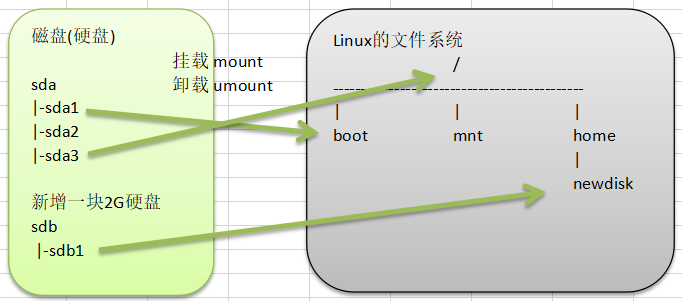 磁盘(硬盘)
挂载 mount
卸载 umount
sda
|-sda1
|-sda2
|-sda3
新增一块2G硬盘
sdb
|-sdb1
Linux的文件系统
/
--------------------------------------------
| | |
boot mnt home
|
newdisk